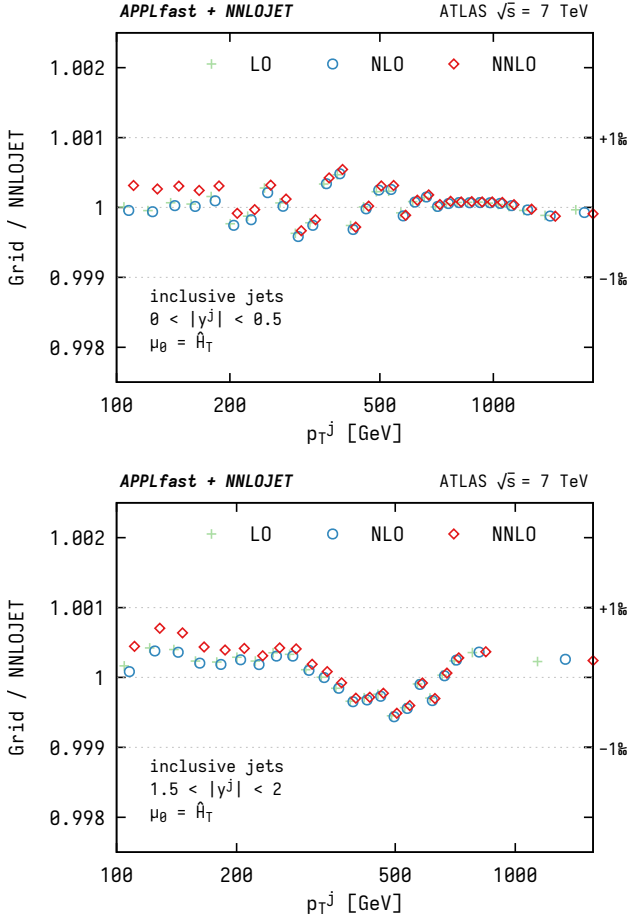 APPLfast + NNLOJET ATLAS √s = 7 TeV
1.002
LO NLO NNLO
1.001 +1‰
Grid / NNLOJET
1
0.999 -1‰
inclusive jets
0 < |y^j| < 0.5
0.998
μ₀ = Ĥ_T
100 200 500 1000
p_T^j [GeV]
APPLfast + NNLOJET ATLAS √s = 7 TeV
1.002
LO NLO NNLO
1.001 +1‰
Grid / NNLOJET
1
0.999 -1‰
inclusive jets
1.5 < |y^j| < 2
0.998
μ₀ = Ĥ_T
100 200 500 1000
p_T^j [GeV]